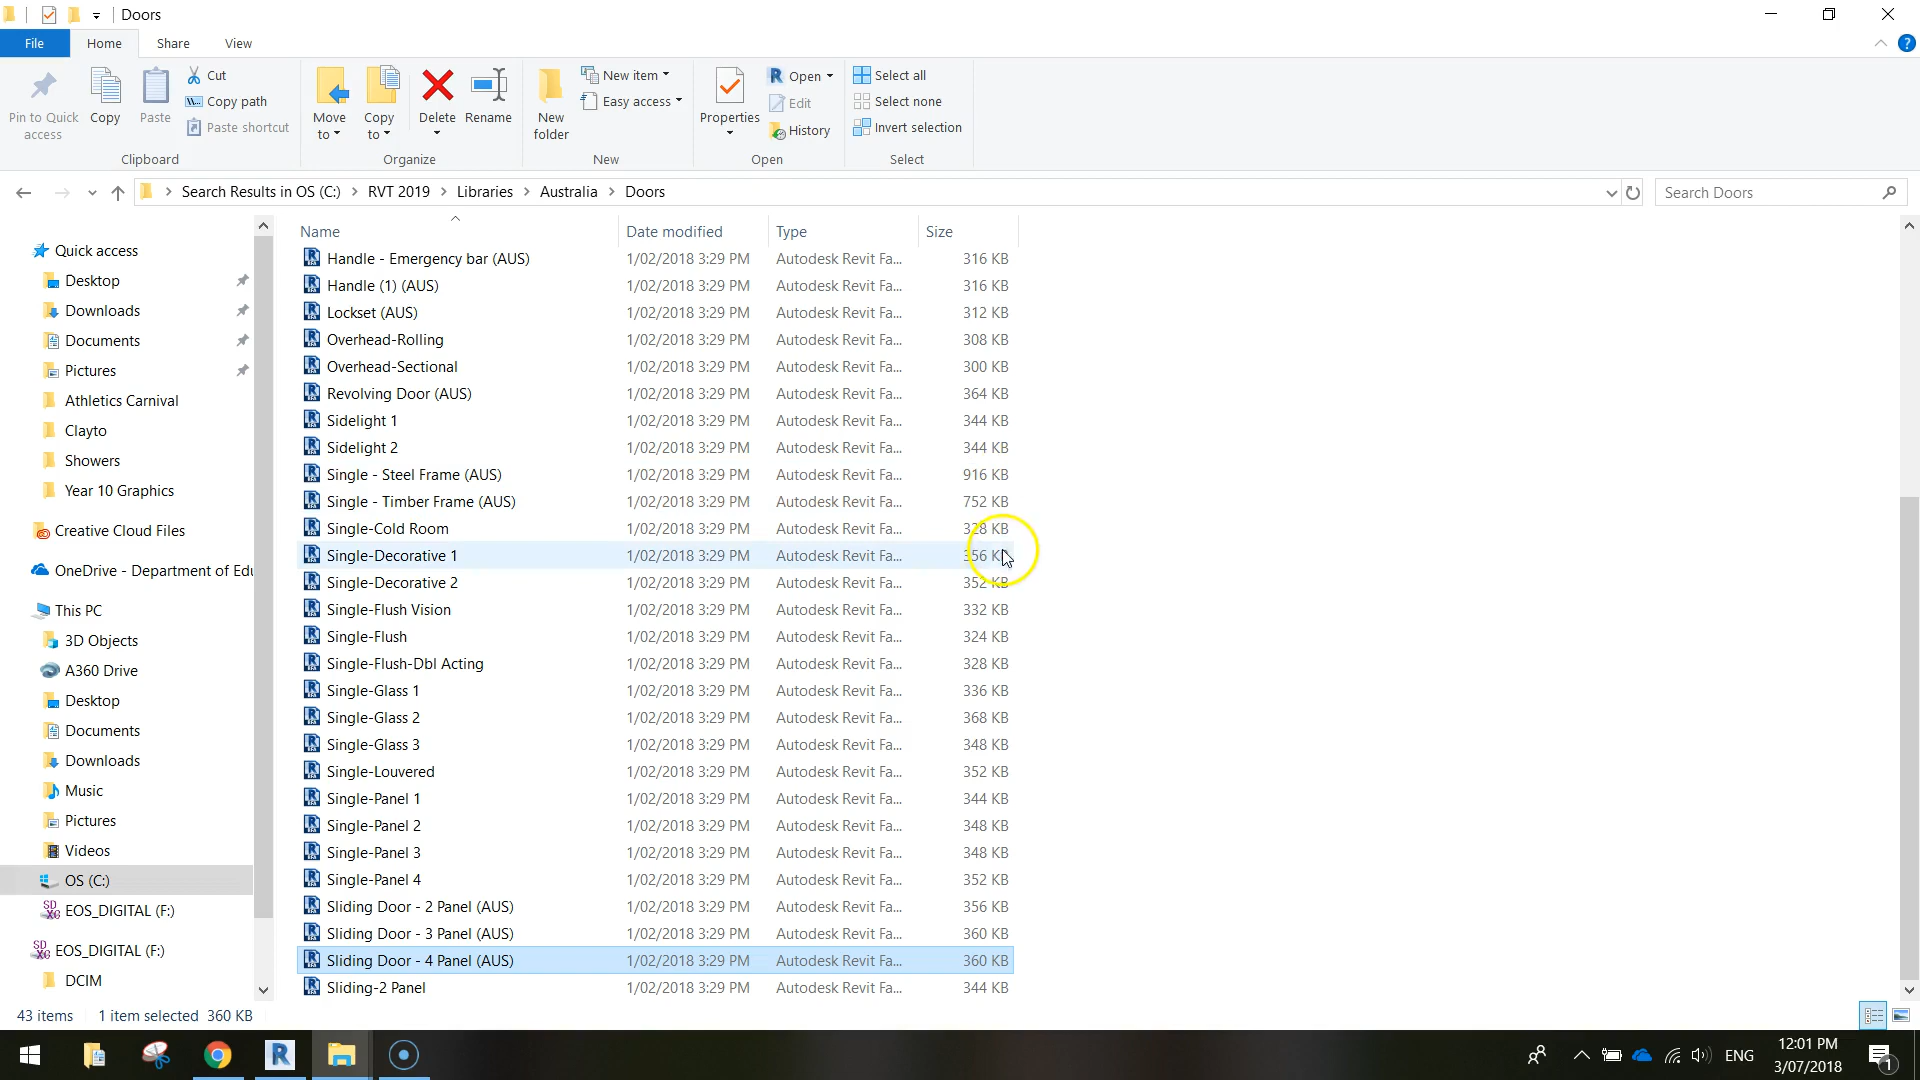 Doors
File Home Share View
Pin to Quick access
Copy
Paste
Cut
Copy path
Paste shortcut
Clipboard
Move to
Copy to
Delete
Rename
Organize
New folder
New item
Easy access
New
Properties
Open
Edit
History
Open
Select all
Select none
Invert selection
Select
Search Results in OS (C:) > RVT 2019 > Libraries > Australia > Doors
Search Doors
Quick access
Desktop
Downloads
Documents
Pictures
Athletics Carnival
Clayto
Showers
Year 10 Graphics
Creative Cloud Files
OneDrive - Department of Edu
This PC
3D Objects
A360 Drive
Desktop
Documents
Downloads
Music
Pictures
Videos
OS (C:)
EOS_DIGITAL (F:)
EOS_DIGITAL (F:)
DCIM
Name Date modified Type Size
Handle - Emergency bar (AUS) 1/02/2018 3:29 PM Autodesk Revit Fa... 316 KB
Handle (1) (AUS) 1/02/2018 3:29 PM Autodesk Revit Fa... 316 KB
Lockset (AUS) 1/02/2018 3:29 PM Autodesk Revit Fa... 312 KB
Overhead-Rolling 1/02/2018 3:29 PM Autodesk Revit Fa... 308 KB
Overhead-Sectional 1/02/2018 3:29 PM Autodesk Revit Fa... 300 KB
Revolving Door (AUS) 1/02/2018 3:29 PM Autodesk Revit Fa... 364 KB
Sidelight 1 1/02/2018 3:29 PM Autodesk Revit Fa... 344 KB
Sidelight 2 1/02/2018 3:29 PM Autodesk Revit Fa... 344 KB
Single - Steel Frame (AUS) 1/02/2018 3:29 PM Autodesk Revit Fa... 916 KB
Single - Timber Frame (AUS) 1/02/2018 3:29 PM Autodesk Revit Fa... 752 KB
Single-Cold Room 1/02/2018 3:29 PM Autodesk Revit Fa... 328 KB
Single-Decorative 1 1/02/2018 3:29 PM Autodesk Revit Fa... 356 KB
Single-Decorative 2 1/02/2018 3:29 PM Autodesk Revit Fa... 352 KB
Single-Flush Vision 1/02/2018 3:29 PM Autodesk Revit Fa... 332 KB
Single-Flush 1/02/2018 3:29 PM Autodesk Revit Fa... 324 KB
Single-Flush-Dbl Acting 1/02/2018 3:29 PM Autodesk Revit Fa... 328 KB
Single-Glass 1 1/02/2018 3:29 PM Autodesk Revit Fa... 336 KB
Single-Glass 2 1/02/2018 3:29 PM Autodesk Revit Fa... 368 KB
Single-Glass 3 1/02/2018 3:29 PM Autodesk Revit Fa... 348 KB
Single-Louvered 1/02/2018 3:29 PM Autodesk Revit Fa... 352 KB
Single-Panel 1 1/02/2018 3:29 PM Autodesk Revit Fa... 344 KB
Single-Panel 2 1/02/2018 3:29 PM Autodesk Revit Fa... 348 KB
Single-Panel 3 1/02/2018 3:29 PM Autodesk Revit Fa... 348 KB
Single-Panel 4 1/02/2018 3:29 PM Autodesk Revit Fa... 352 KB
Sliding Door - 2 Panel (AUS) 1/02/2018 3:29 PM Autodesk Revit Fa... 356 KB
Sliding Door - 3 Panel (AUS) 1/02/2018 3:29 PM Autodesk Revit Fa... 360 KB
Sliding Door - 4 Panel (AUS) 1/02/2018 3:29 PM Autodesk Revit Fa... 360 KB
Sliding-2 Panel 1/02/2018 3:29 PM Autodesk Revit Fa... 344 KB
43 items 1 item selected 360 KB
ENG
12:01 PM
3/07/2018
1